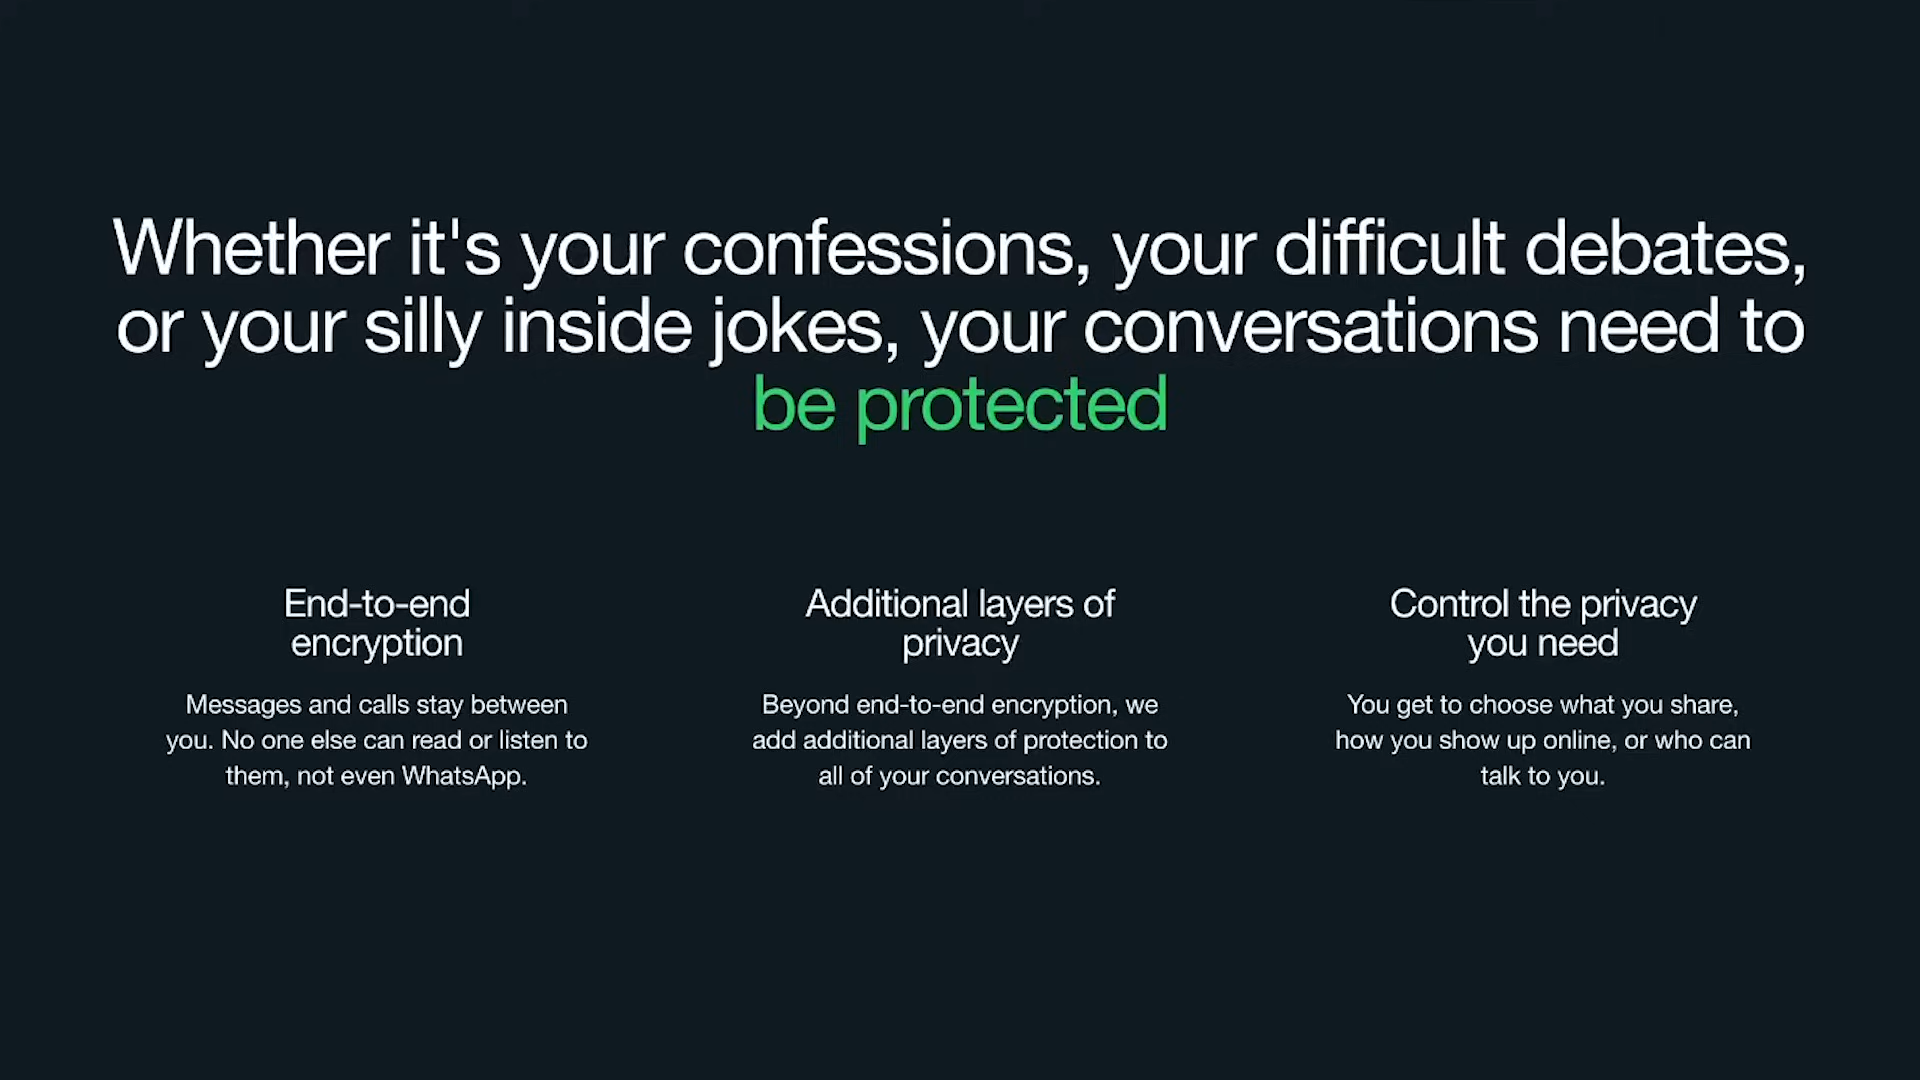 Whether it's your confessions, your difficult debates,
or your silly inside jokes, your conversations need to
be protected
End-to-end
encryption
Messages and calls stay between
you. No one else can read or listen to
them, not even WhatsApp.
Additional layers of
privacy
Beyond end-to-end encryption, we
add additional layers of protection to
all of your conversations.
Control the privacy
you need
You get to choose what you share,
how you show up online, or who can
talk to you.